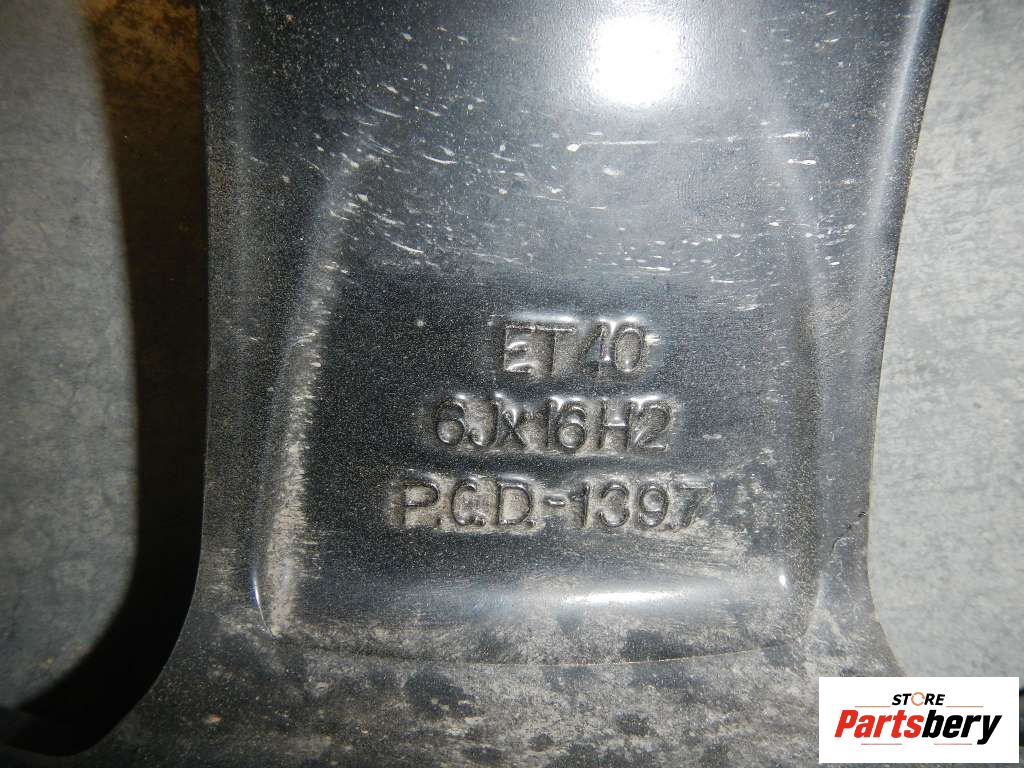 ET40
6Jx16H2
P.C.D.-139.7
STORE
Partsbery